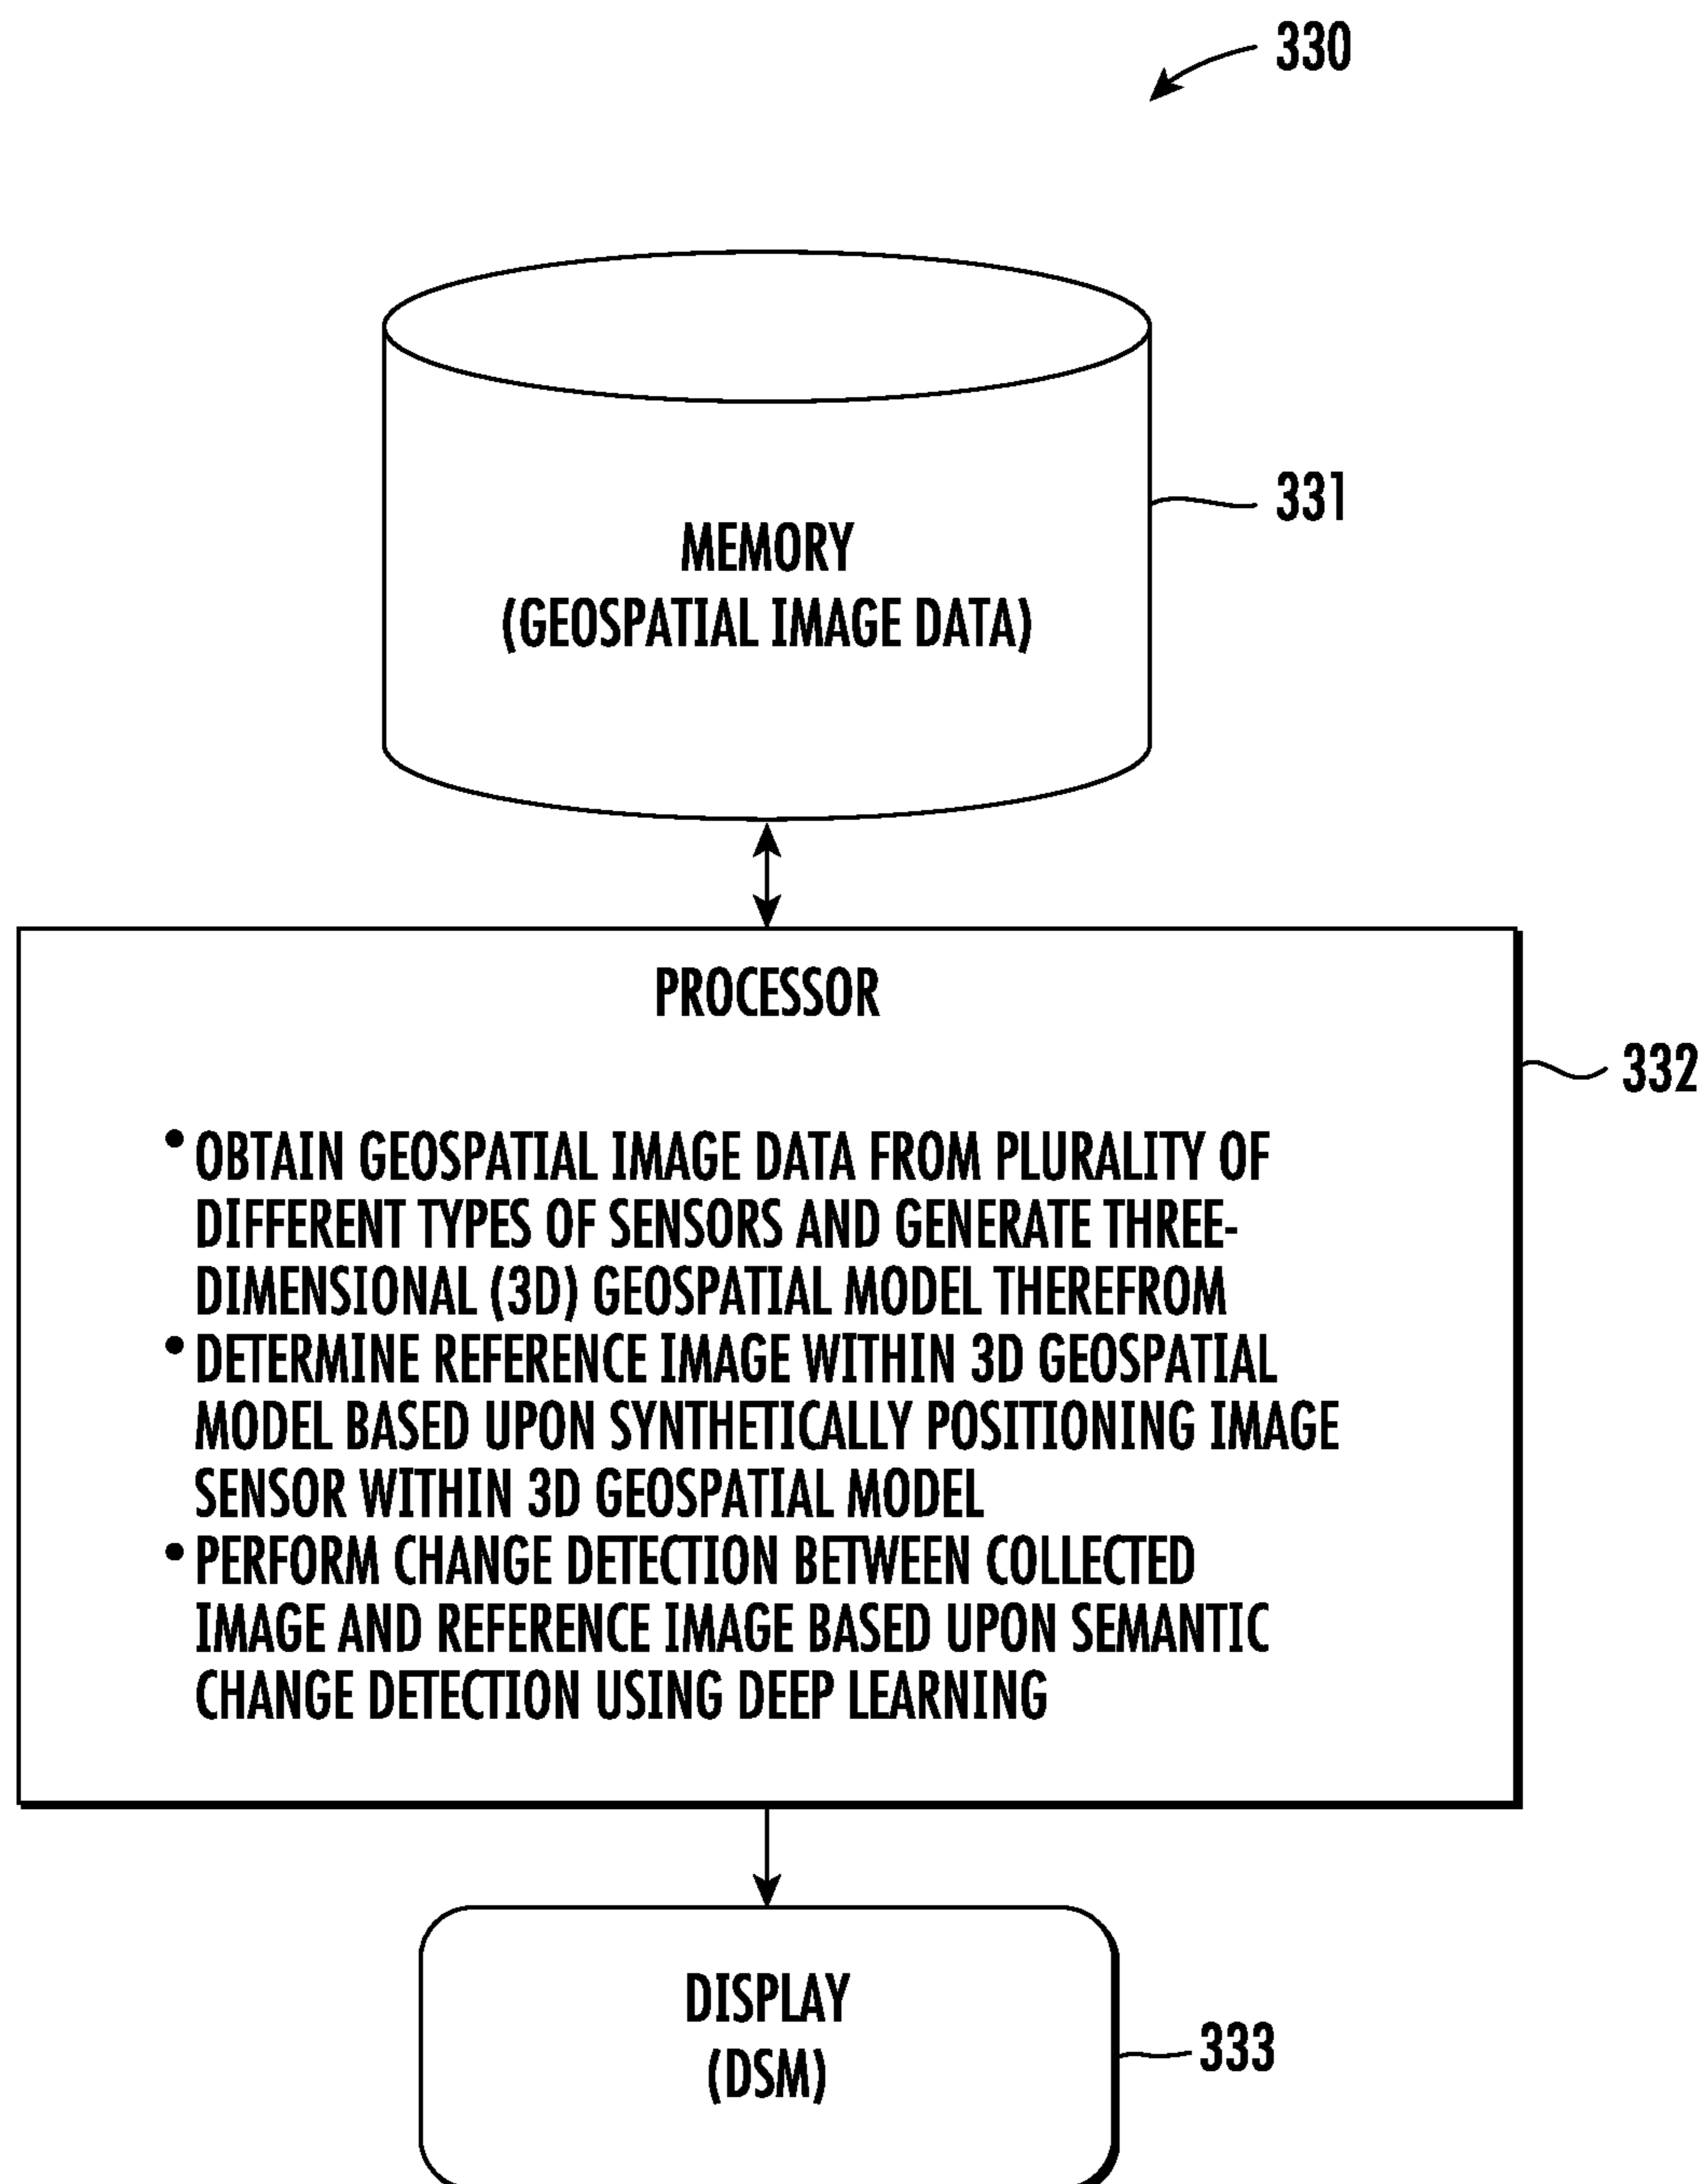 330
331
MEMORY
(GEOSPATIAL IMAGE DATA)
PROCESSOR
332
• OBTAIN GEOSPATIAL IMAGE DATA FROM PLURALITY OF
DIFFERENT TYPES OF SENSORS AND GENERATE THREE-
DIMENSIONAL (3D) GEOSPATIAL MODEL THEREFROM
• DETERMINE REFERENCE IMAGE WITHIN 3D GEOSPATIAL
MODEL BASED UPON SYNTHETICALLY POSITIONING IMAGE
SENSOR WITHIN 3D GEOSPATIAL MODEL
• PERFORM CHANGE DETECTION BETWEEN COLLECTED
IMAGE AND REFERENCE IMAGE BASED UPON SEMANTIC
CHANGE DETECTION USING DEEP LEARNING
DISPLAY
(DSM)
333